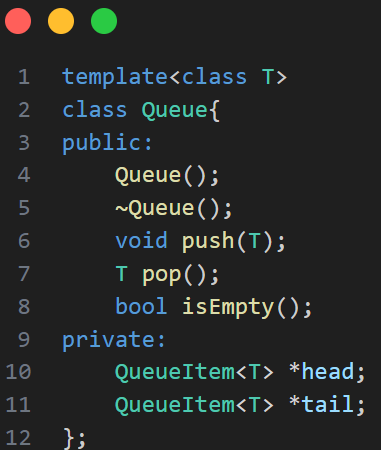 1 template<class T>
2 class Queue{
3 public:
4     Queue();
5     ~Queue();
6     void push(T);
7     T pop();
8     bool isEmpty();
9 private:
10     QueueItem<T> *head;
11     QueueItem<T> *tail;
12 };